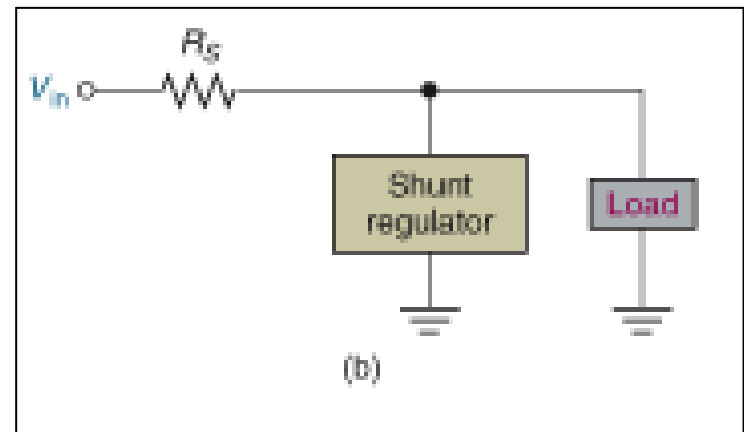 R_S
V_in
Shunt
regulator
Load
(b)